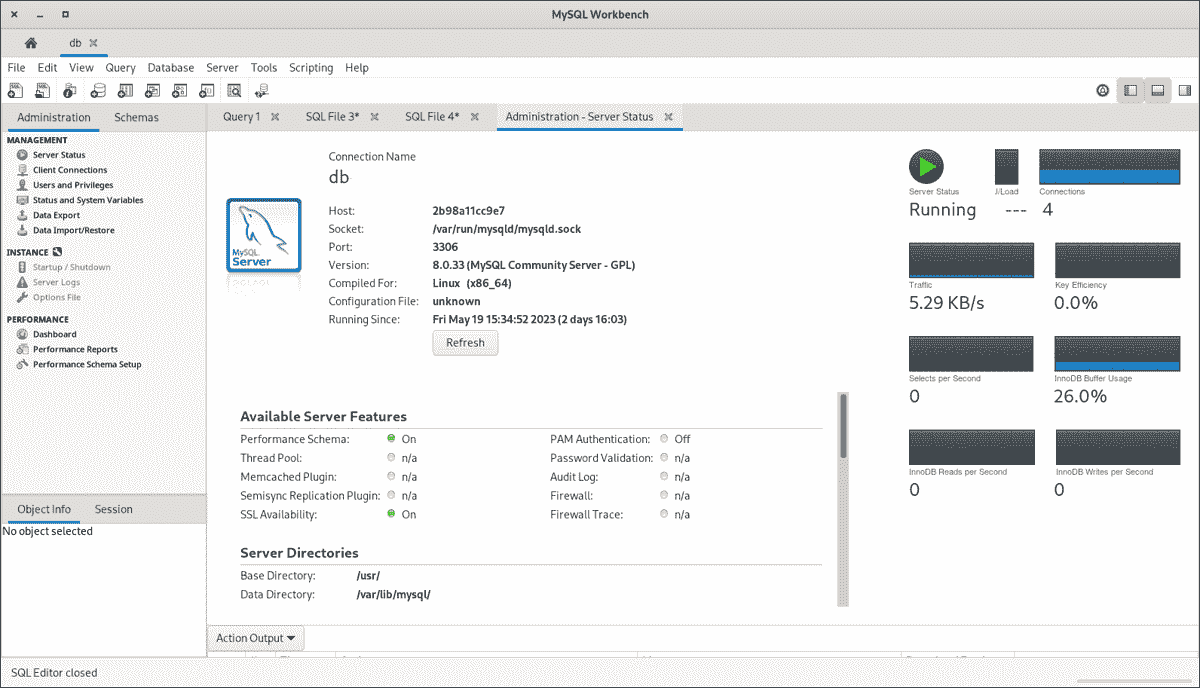 MySQL Workbench
db
File Edit View Query Database Server Tools Scripting Help
Administration Schemas
MANAGEMENT
Server Status
Client Connections
Users and Privileges
Status and System Variables
Data Export
Data Import/Restore
INSTANCE
Startup / Shutdown
Server Logs
Options File
PERFORMANCE
Dashboard
Performance Reports
Performance Schema Setup
Object Info Session
No object selected
Query 1 SQL File 3* SQL File 4* Administration - Server Status
Connection Name
db
MySQL
Server
Host: 2b98a11cc9e7
Socket: /var/run/mysqld/mysqld.sock
Port: 3306
Version: 8.0.33 (MySQL Community Server - GPL)
Compiled For: Linux (x86_64)
Configuration File: unknown
Running Since: Fri May 19 15:34:52 2023 (2 days 16:03)
Refresh
Available Server Features
Performance Schema: On PAM Authentication: Off
Thread Pool: n/a Password Validation: n/a
Memcached Plugin: n/a Audit Log: n/a
Semisync Replication Plugin: n/a Firewall: n/a
SSL Availability: On Firewall Trace: n/a
Server Directories
Base Directory: /usr/
Data Directory: /var/lib/mysql/
Server Status /Load Connections
Running --- 4
Traffic Key Efficiency
5.29 KB/s 0.0%
Selects per Second InnoDB Buffer Usage
0 26.0%
InnoDB Reads per Second InnoDB Writes per Second
0 0
Action Output
SQL Editor closed